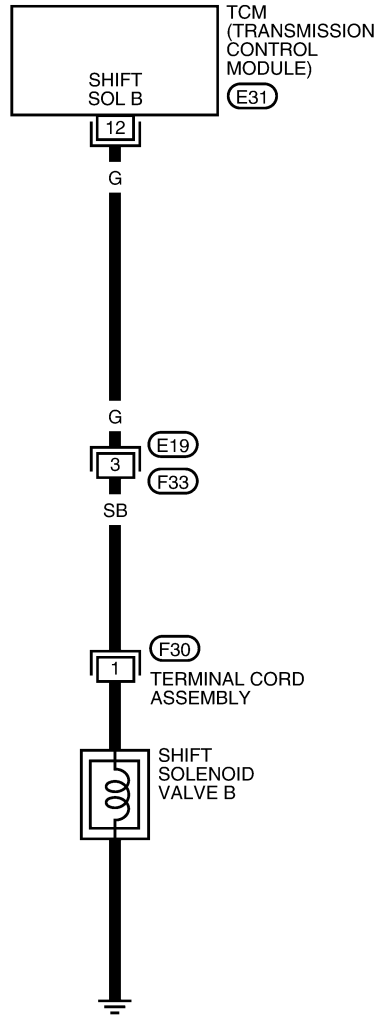 TCM
(TRANSMISSION
CONTROL
MODULE)
E31
SHIFT
SOL B
12
G
G
E19
3
F33
SB
F30
1
TERMINAL CORD
ASSEMBLY
SHIFT
SOLENOID
VALVE B